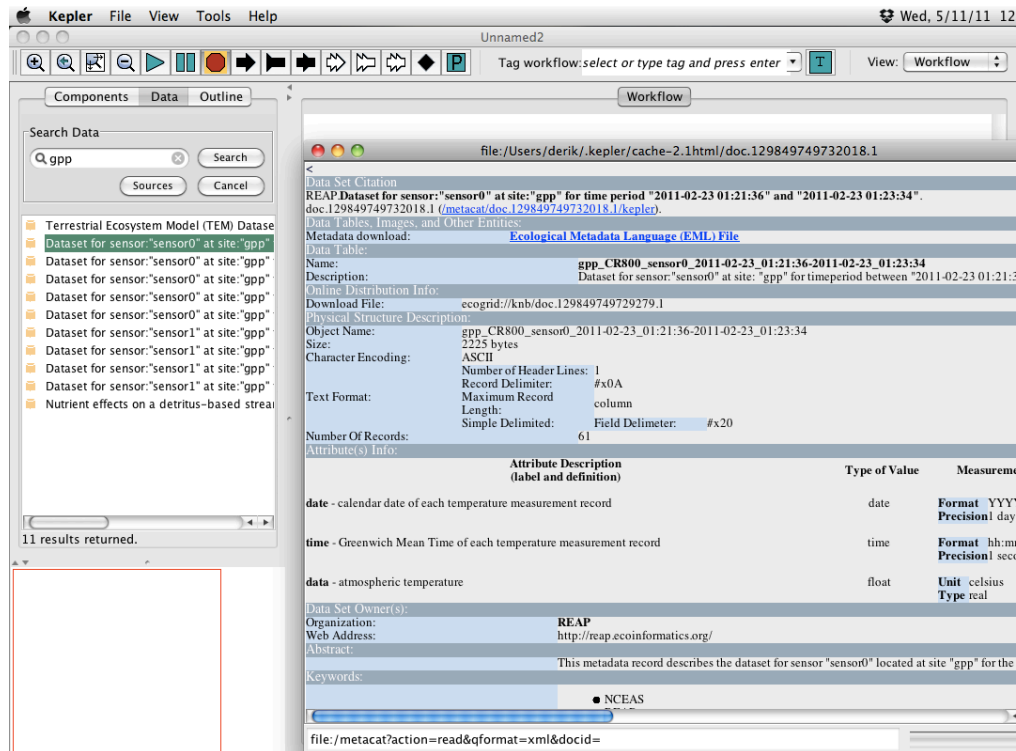 Kepler File View Tools Help Wed, 5/11/11 12
Unnamed2
P Tag workflow: select or type tag and press enter T View: Workflow
Components Data Outline
Workflow
Search Data
gpp Search
Sources Cancel
Terrestrial Ecosystem Model (TEM) Datase
Dataset for sensor:"sensor0" at site:"gpp"
Dataset for sensor:"sensor0" at site:"gpp"
Dataset for sensor:"sensor0" at site:"gpp"
Dataset for sensor:"sensor0" at site:"gpp"
Dataset for sensor:"sensor0" at site:"gpp"
Dataset for sensor:"sensor1" at site:"gpp"
Dataset for sensor:"sensor1" at site:"gpp"
Dataset for sensor:"sensor1" at site:"gpp"
Dataset for sensor:"sensor1" at site:"gpp"
Nutrient effects on a detritus-based strea
11 results returned.
file:/Users/derik/.kepler/cache-2.1html/doc.129849749732018.1
<
Data Set Citation
REAP.Dataset for sensor:"sensor0" at site:"gpp" for time period "2011-02-23 01:21:36" and "2011-02-23 01:23:34".
doc.129849749732018.1 (/metacat/doc.129849749732018.1/kepler).
Data Tables, Images, and Other Entities:
Metadata download: Ecological Metadata Language (EML) File
Data Table:
Name: gpp_CR800_sensor0_2011-02-23_01:21:36-2011-02-23_01:23:34
Description: Dataset for sensor:"sensor0" at site: "gpp" for timeperiod between "2011-02-23 01:21:3
Online Distribution Info:
Download File: ecogrid://knb/doc.129849749729279.1
Physical Structure Description:
Object Name: gpp_CR800_sensor0_2011-02-23_01:21:36-2011-02-23_01:23:34
Size: 2225 bytes
Character Encoding: ASCII
Number of Header Lines: 1
Record Delimiter: #x0A
Text Format: Maximum Record Length: column
Simple Delimited: Field Delimeter: #x20
Number Of Records: 61
Attribute(s) Info:
Attribute Description Type of Value Measureme
(label and definition)
date - calendar date of each temperature measurement record date Format YYYY
Precision1 day
time - Greenwich Mean Time of each temperature measurement record time Format hh:mm
Precision1 seco
data - atmospheric temperature float Unit celsius
Type real
Data Set Owner(s):
Organization: REAP
Web Address: http://reap.ecoinformatics.org/
Abstract:
This metadata record describes the dataset for sensor "sensor0" located at site "gpp" for the
Keywords:
NCEAS
file:/metacat?action=read&qformat=xml&docid=